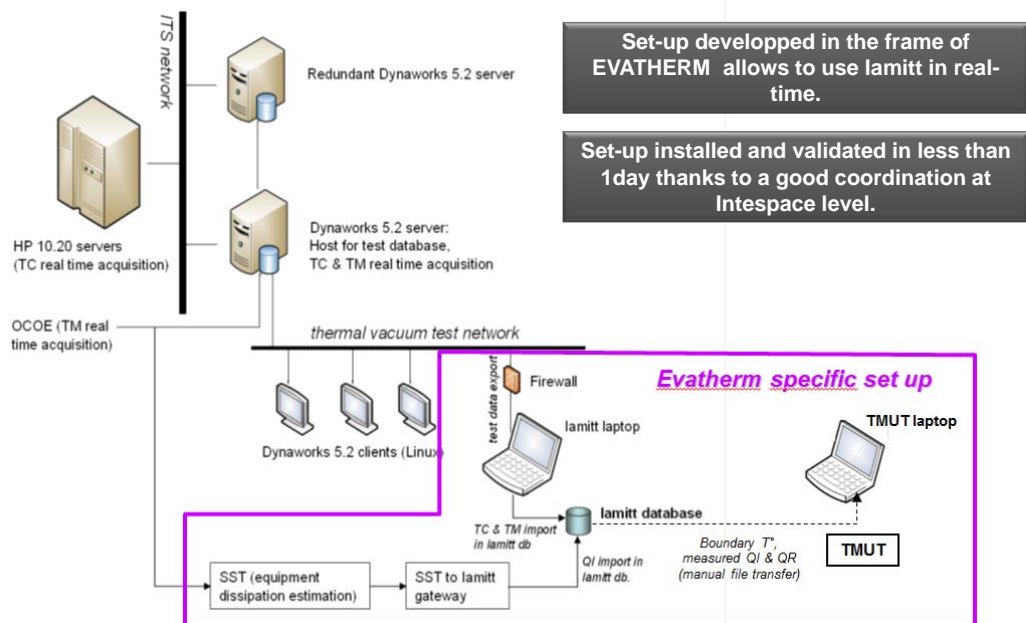 ITS network
Redundant Dynaworks 5.2 server
Set-up developped in the frame of
EVATHERM allows to use Iamitt in real-
time.
Set-up installed and validated in less than
1day thanks to a good coordination at
Intespace level.
HP 10.20 servers
(TC real time acquisition)
Dynaworks 5.2 server:
Host for test database,
TC & TM real time acquisition
OCOE (TM real
time acquisition)
thermal vacuum test network
test data export
Firewall
Evatherm specific set up
Iamitt laptop
TMUT laptop
Dynaworks 5.2 clients (Linux)
Iamitt database
TC & TM import
in Iamitt db
QI import in
Iamitt db.
Boundary T°,
measured QI & QR
(manual file transfer)
TMUT
SST (equipment
dissipation estimation)
SST to Iamitt
gateway